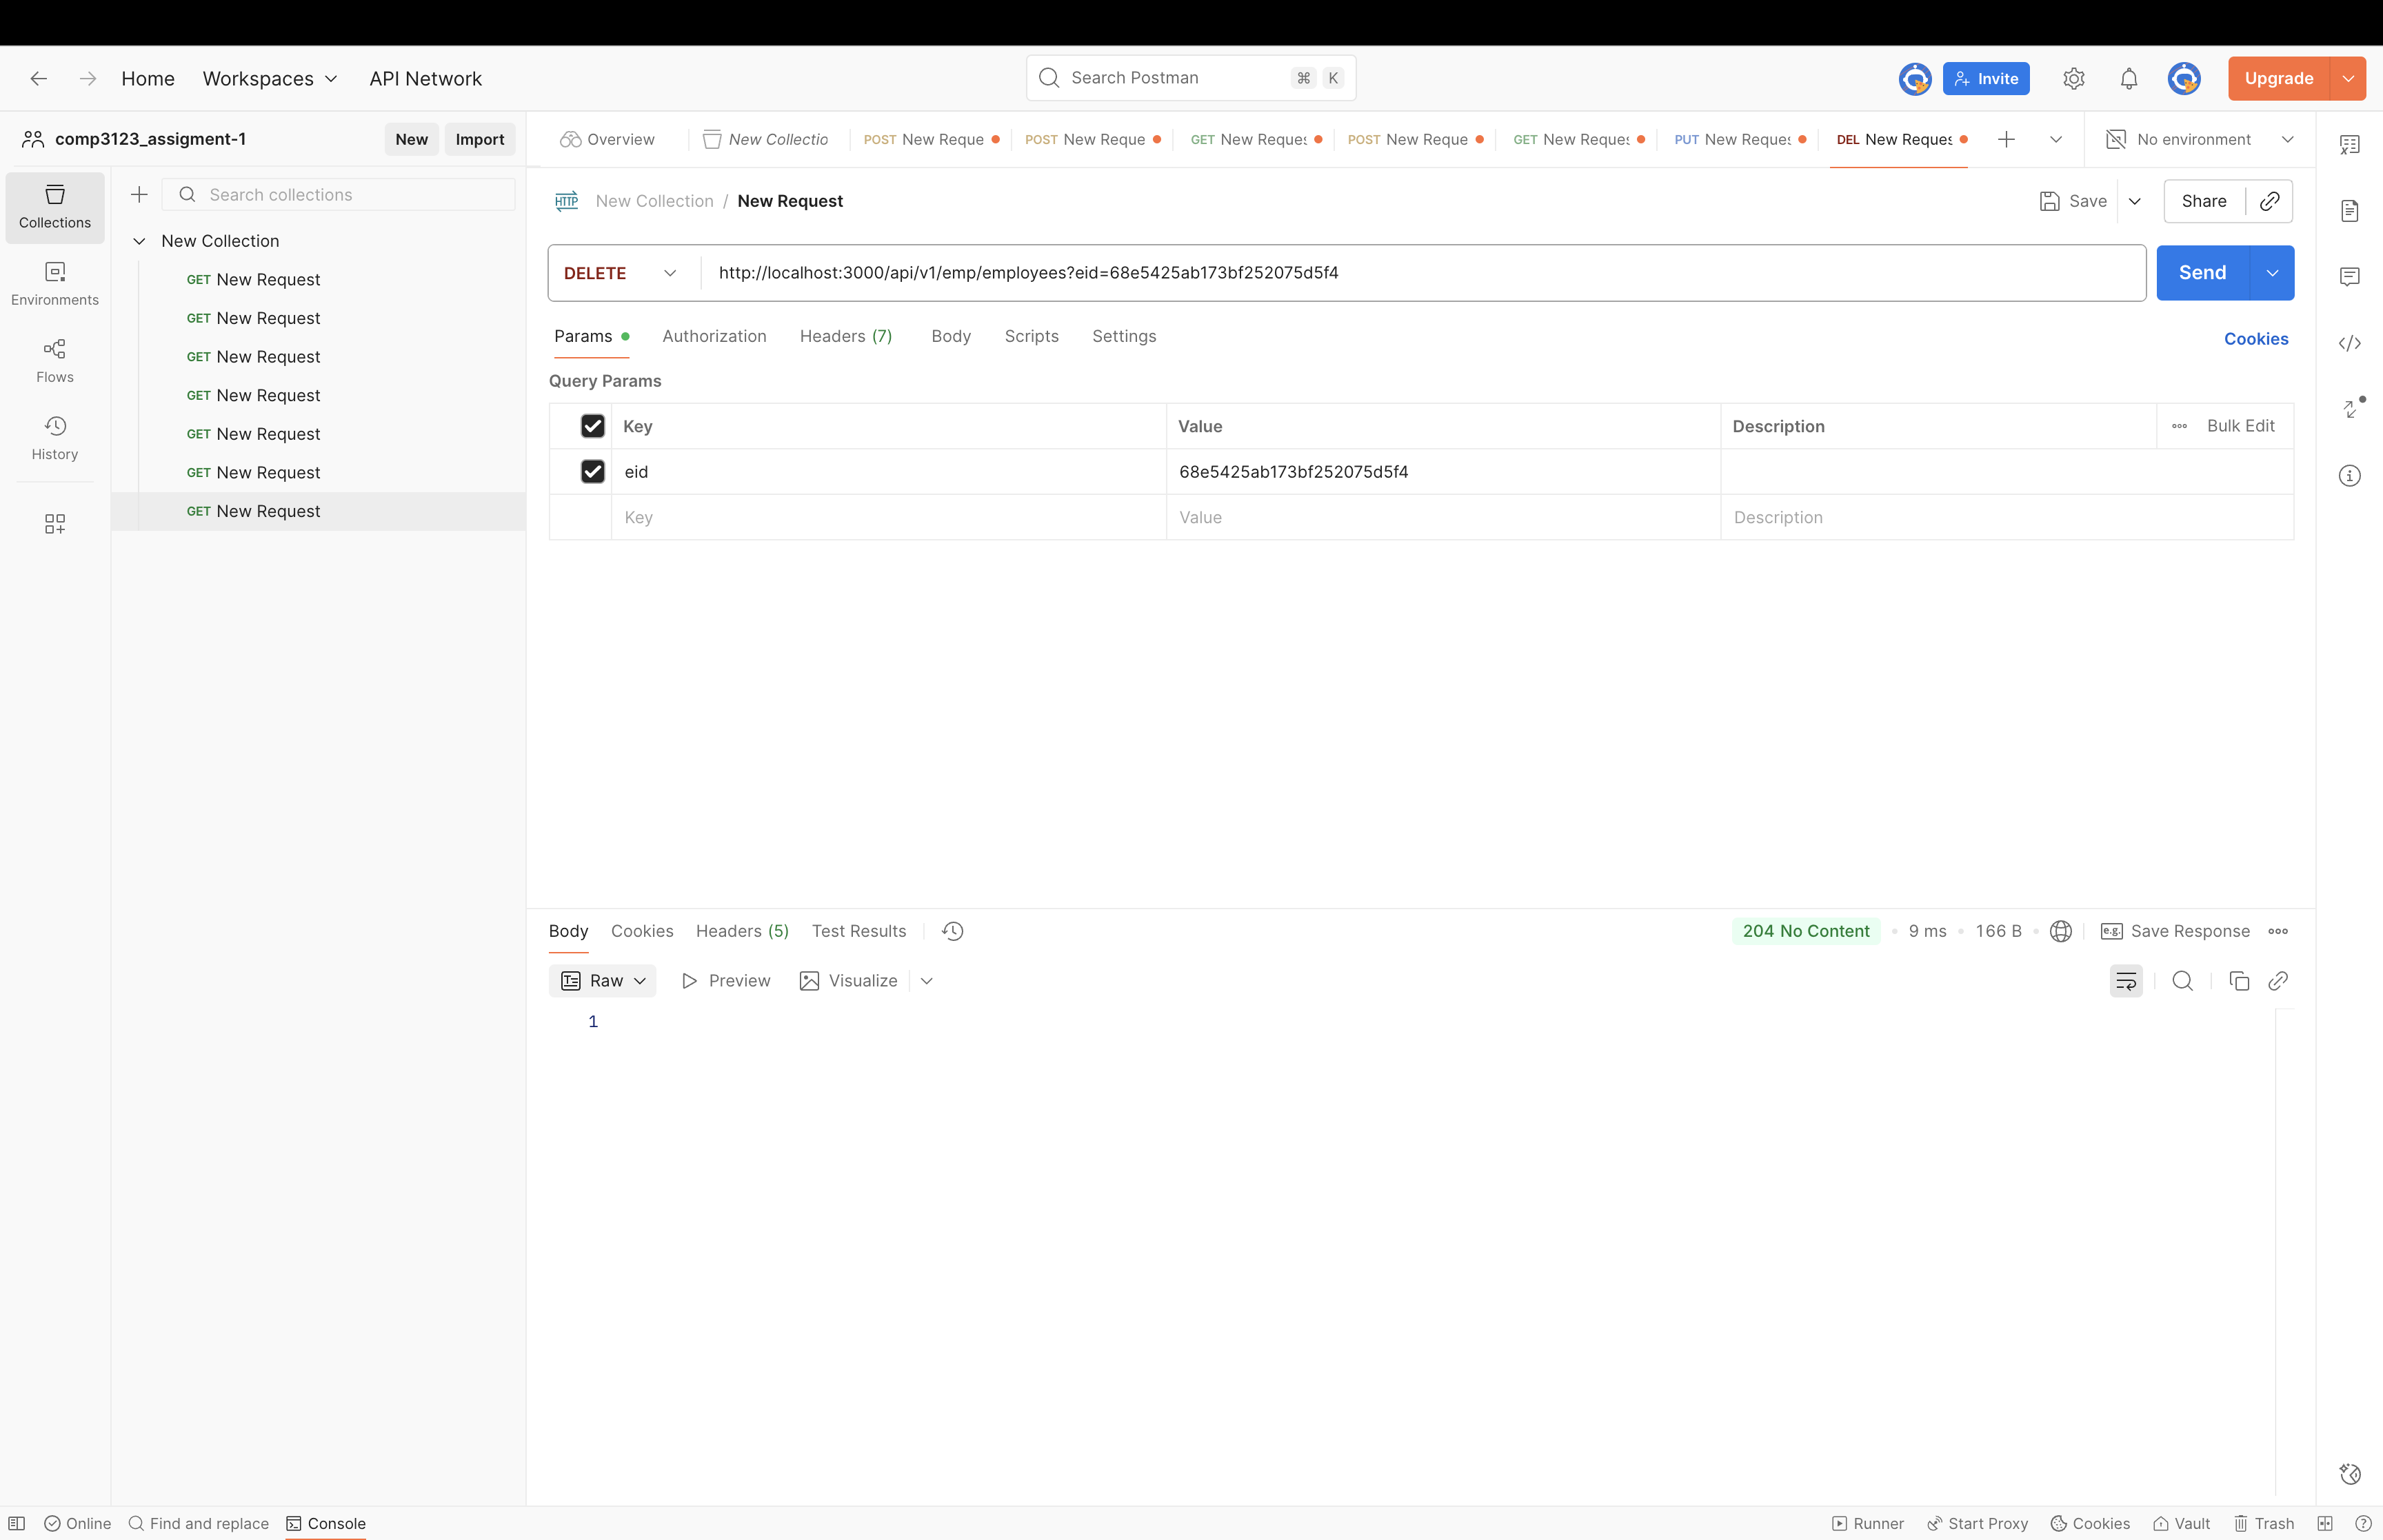 Home Workspaces API Network Search Postman ⌘ K Invite Upgrade
comp3123_assigment-1 New Import
Overview New Collectio POST New Reque POST New Reque GET New Reques POST New Reque GET New Reques PUT New Reques DEL New Reques No environment
Collections
Environments
Flows
History
Search collections
New Collection
GET New Request
GET New Request
GET New Request
GET New Request
GET New Request
GET New Request
GET New Request
HTTP New Collection / New Request Save Share
DELETE http://localhost:3000/api/v1/emp/employees?eid=68e5425ab173bf252075d5f4 Send
Params Authorization Headers (7) Body Scripts Settings Cookies
Query Params
Key Value Description Bulk Edit
eid 68e5425ab173bf252075d5f4
Key Value Description
Body Cookies Headers (5) Test Results 204 No Content 9 ms 166 B e.g. Save Response
Raw Preview Visualize
1
Online Find and replace Console Runner Start Proxy Cookies Vault Trash